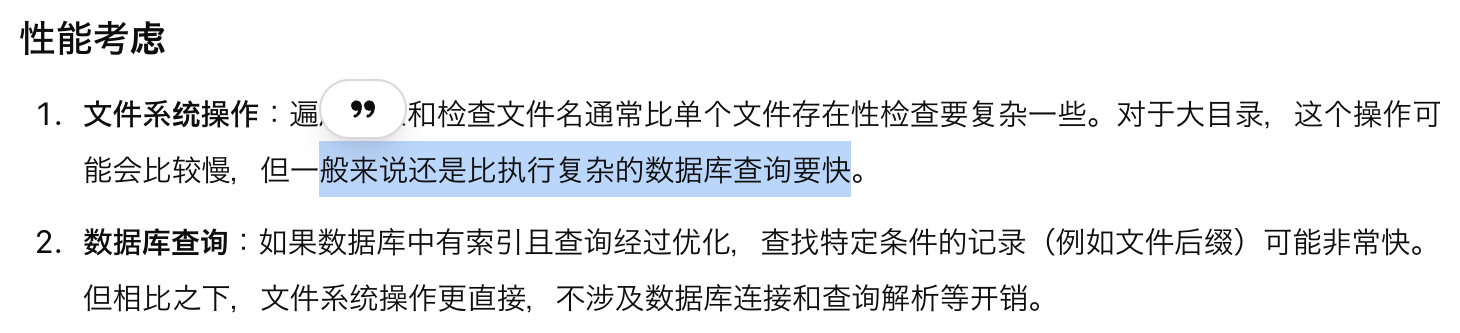 性能考虑
1. 文件系统操作：遍和检查文件名通常比单个文件存在性检查要复杂一些。对于大目录，这个操作可
能会比较慢，但一般来说还是比执行复杂的数据库查询要快。
2. 数据库查询：如果数据库中有索引且查询经过优化，查找特定条件的记录（例如文件后缀）可能非常快。
但相比之下，文件系统操作更直接，不涉及数据库连接和查询解析等开销。